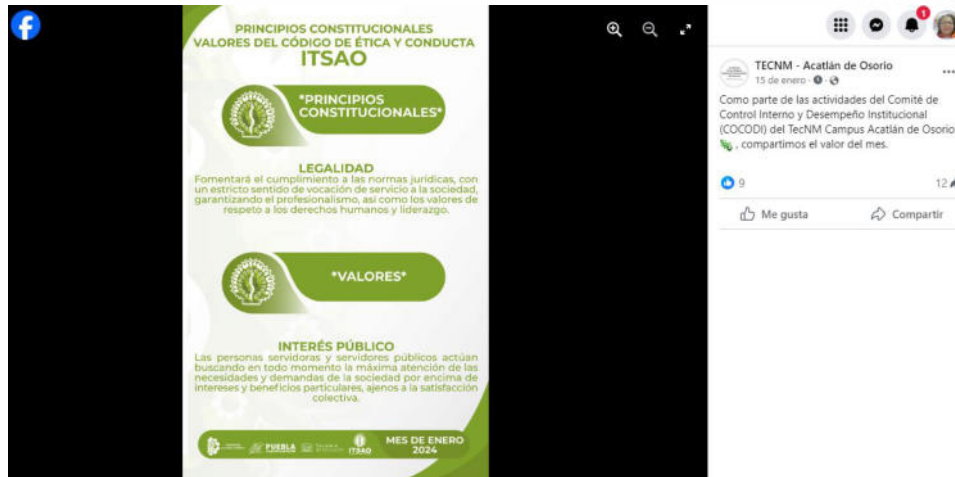 PRINCIPIOS CONSTITUCIONALES
VALORES DEL CÓDIGO DE ÉTICA Y CONDUCTA
ITSAO
*PRINCIPIOS
CONSTITUCIONALES*
LEGALIDAD
Fomentará el cumplimiento a las normas jurídicas, con
un estricto sentido de vocación de servicio a la sociedad,
garantizando el profesionalismo, así como los valores de
respeto a los derechos humanos y liderazgo.
*VALORES*
INTERÉS PÚBLICO
Las personas servidoras y servidores públicos actúan
buscando en todo momento la máxima atención de las
necesidades y demandas de la sociedad por encima de
intereses y beneficios particulares, ajenos a la satisfacción
colectiva.
PUEBLA
ITSAO
MES DE ENERO
2024
1
TECNM - Acatlán de Osorio
15 de enero
Como parte de las actividades del Comité de
Control Interno y Desempeño Institucional
(COCODI) del TecNM Campus Acatlán de Osorio
, compartimos el valor del mes.
9
12
Me gusta
Compartir